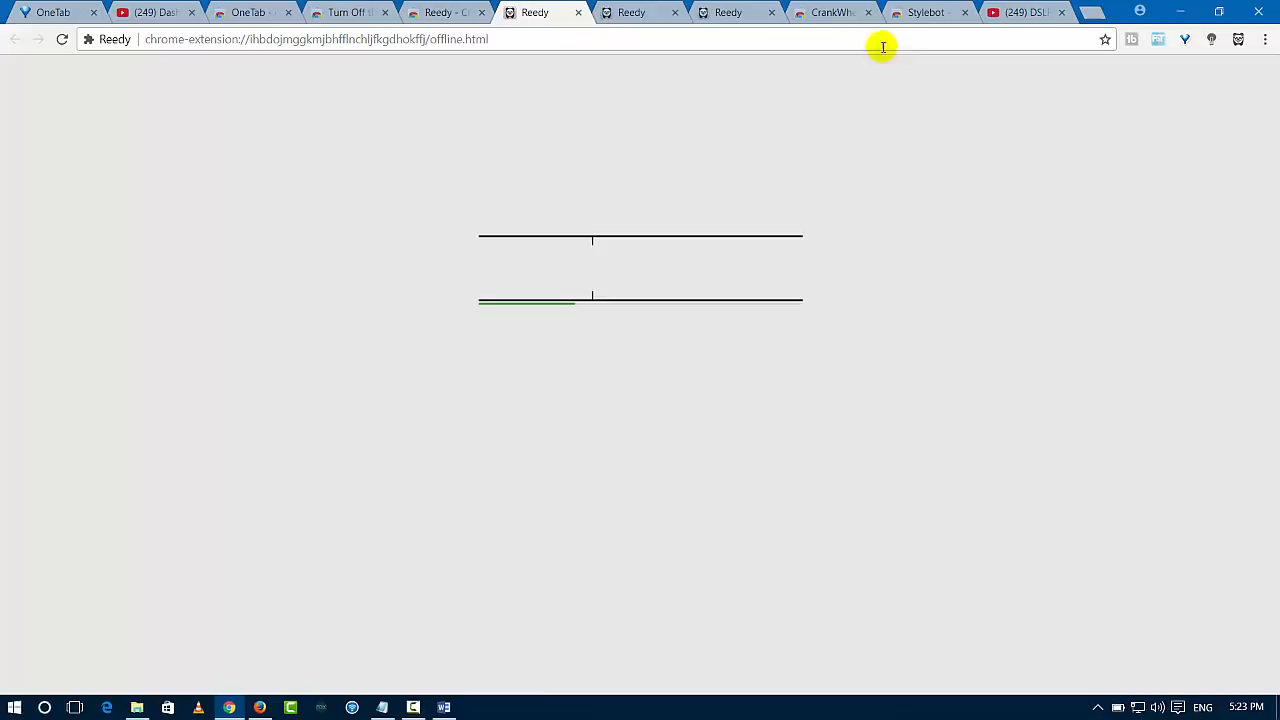 OneTab
(249) Dash
OneTab -
Turn Off t
Reedy - C
Reedy
Reedy
Reedy
CrankWhe
Stylebot -
(249) DSL
Reedy
chrome-extension://ihbdojmggkmjbhfflnchljfkgdhokffj/offline.html
ENG
5:23 PM